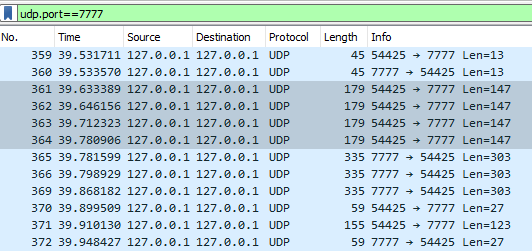 udp.port==7777
No. Time Source Destination Protocol Length Info
359 39.531711 127.0.0.1 127.0.0.1 UDP 45 54425 → 7777 Len=13
360 39.533570 127.0.0.1 127.0.0.1 UDP 45 7777 → 54425 Len=13
361 39.633389 127.0.0.1 127.0.0.1 UDP 179 54425 → 7777 Len=147
362 39.646156 127.0.0.1 127.0.0.1 UDP 179 54425 → 7777 Len=147
363 39.712323 127.0.0.1 127.0.0.1 UDP 179 54425 → 7777 Len=147
364 39.780906 127.0.0.1 127.0.0.1 UDP 179 54425 → 7777 Len=147
365 39.781599 127.0.0.1 127.0.0.1 UDP 335 7777 → 54425 Len=303
366 39.798929 127.0.0.1 127.0.0.1 UDP 335 7777 → 54425 Len=303
369 39.868182 127.0.0.1 127.0.0.1 UDP 335 7777 → 54425 Len=303
370 39.899509 127.0.0.1 127.0.0.1 UDP 59 54425 → 7777 Len=27
371 39.910130 127.0.0.1 127.0.0.1 UDP 155 54425 → 7777 Len=123
372 39.948427 127.0.0.1 127.0.0.1 UDP 59 7777 → 54425 Len=27